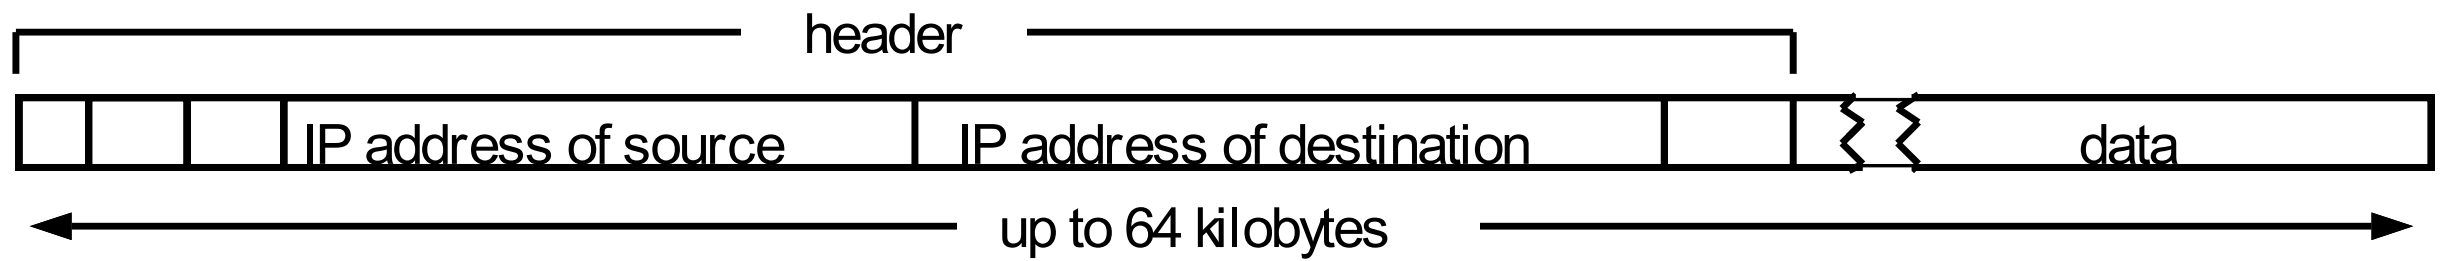 header
IP address of source IP address of destination data
up to 64 kilobytes